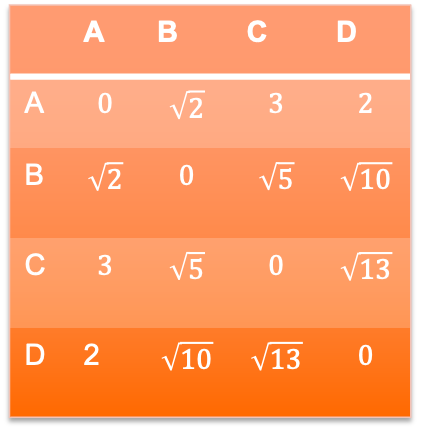 A B C D
A 0 √2 3 2
B √2 0 √5 √10
C 3 √5 0 √13
D 2 √10 √13 0